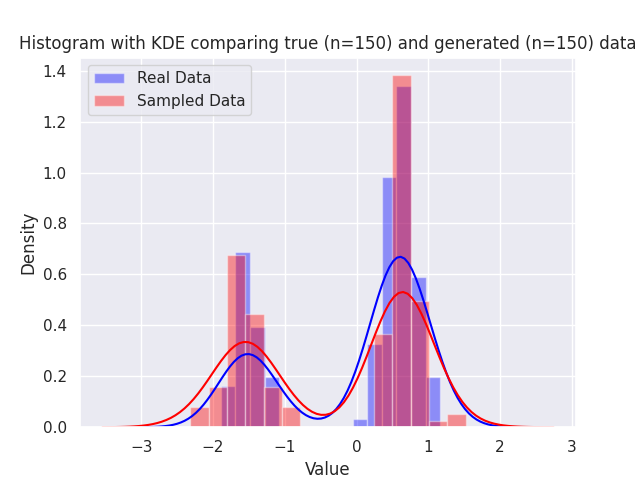 Histogram with KDE comparing true (n=150) and generated (n=150) data
Real Data
Sampled Data
Density
1.4
1.2
1.0
0.8
0.6
0.4
0.2
0.0
−3 −2 −1 0 1 2 3
Value